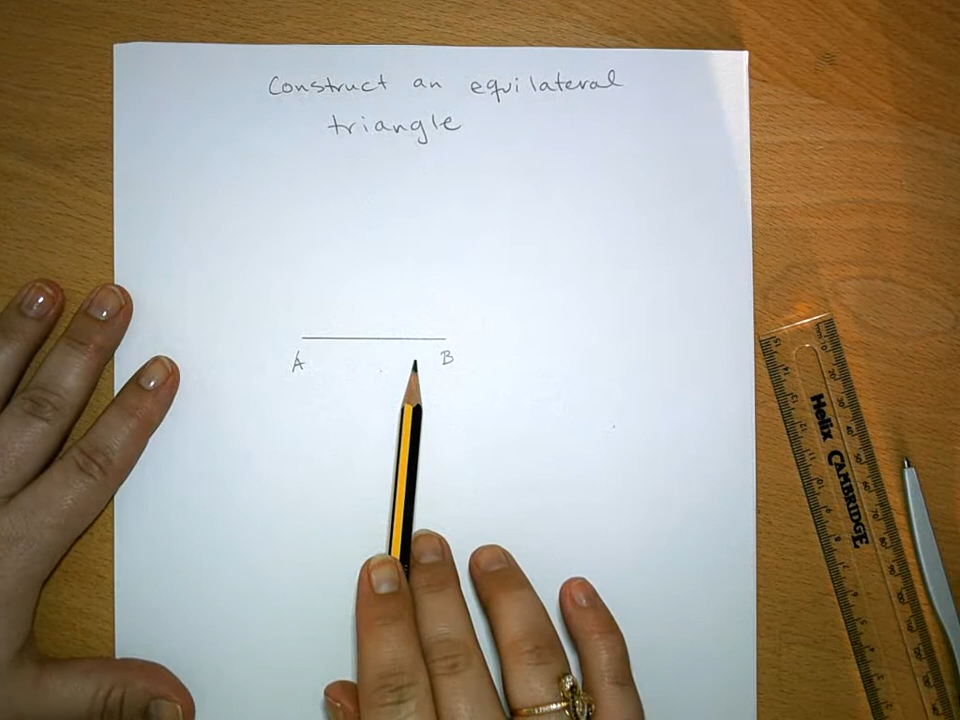 Construct an equilateral
triangle
A
B
Helix CAMBRIDGE